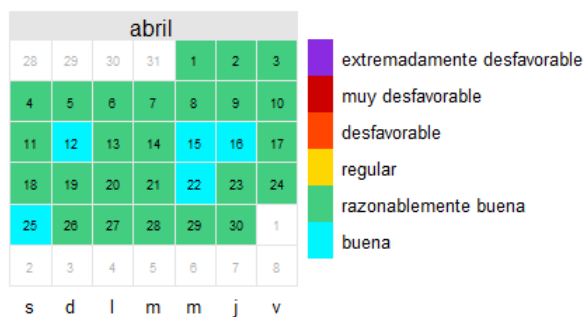 abril
28 29 30 31 1 2 3
4 5 6 7 8 9 10
11 12 13 14 15 16 17
18 19 20 21 22 23 24
25 26 27 28 29 30 1
2 3 4 5 6 7 8
s d l m m j v
extremadamente desfavorable
muy desfavorable
desfavorable
regular
razonablemente buena
buena